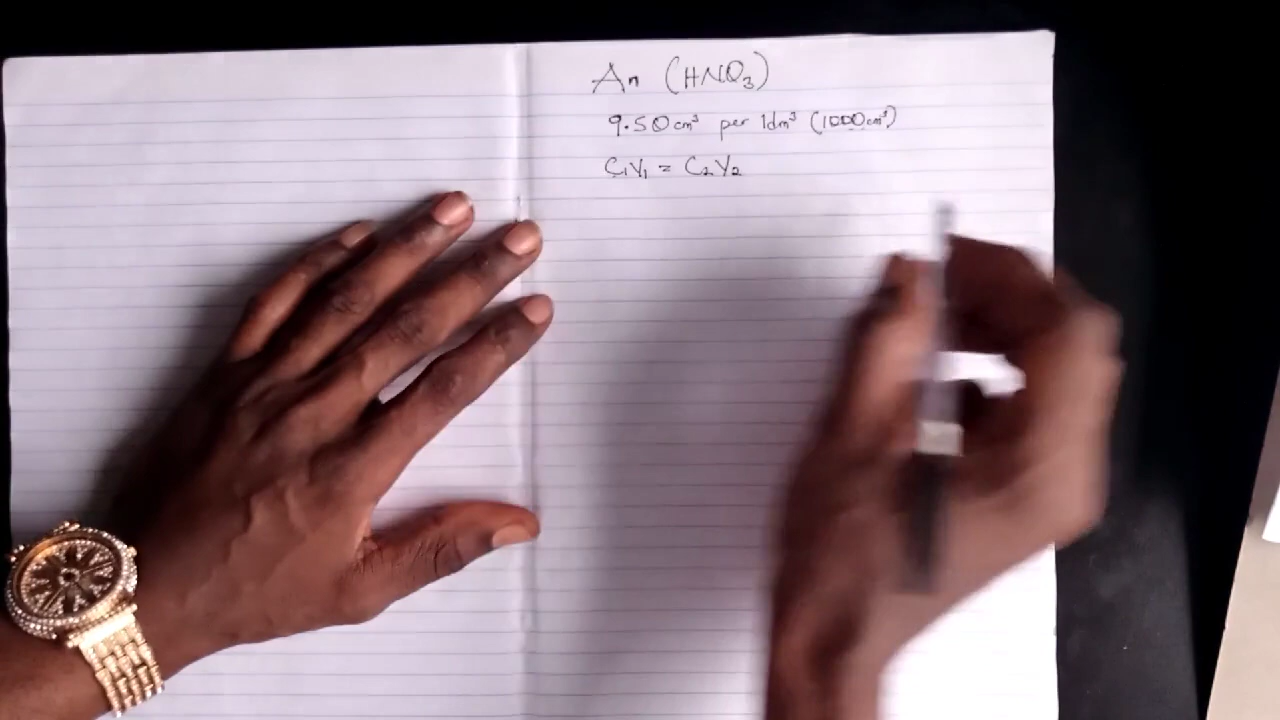 An (HNO₃)
9.50cm³ per 1dm³ (1000cm³)
C₁V₁ = C₂V₂